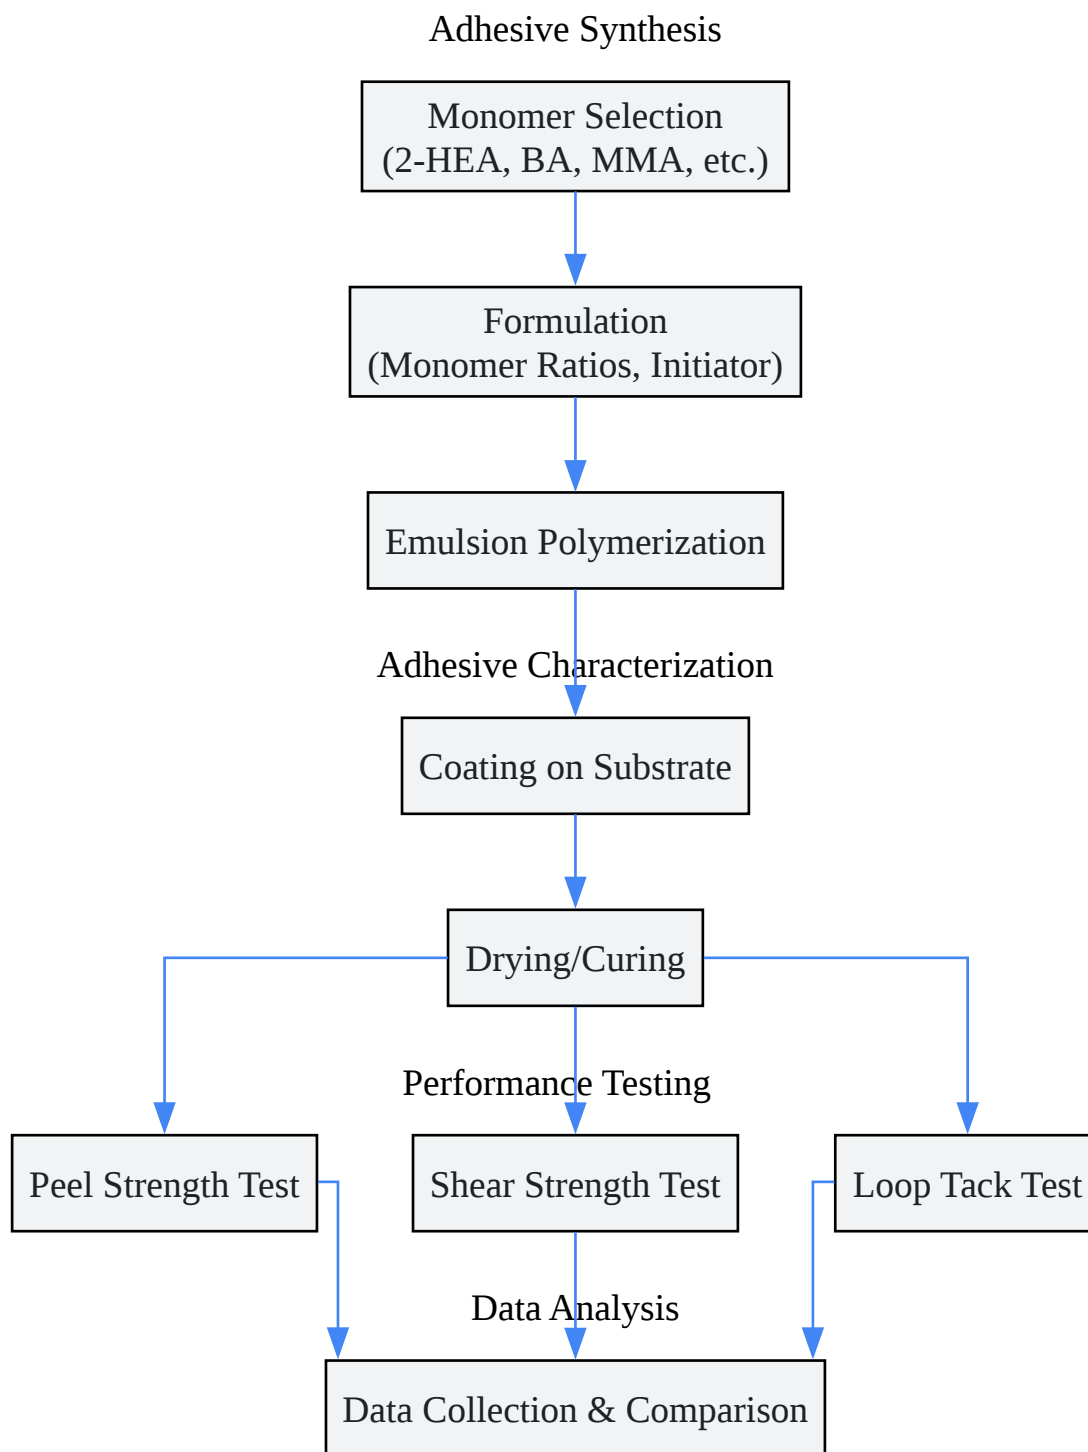 Adhesive Synthesis
Monomer Selection
(2-HEA, BA, MMA, etc.)
Formulation
(Monomer Ratios, Initiator)
Emulsion Polymerization
Adhesive Characterization
Coating on Substrate
Drying/Curing
Performance Testing
Peel Strength Test
Shear Strength Test
Loop Tack Test
Data Analysis
Data Collection & Comparison